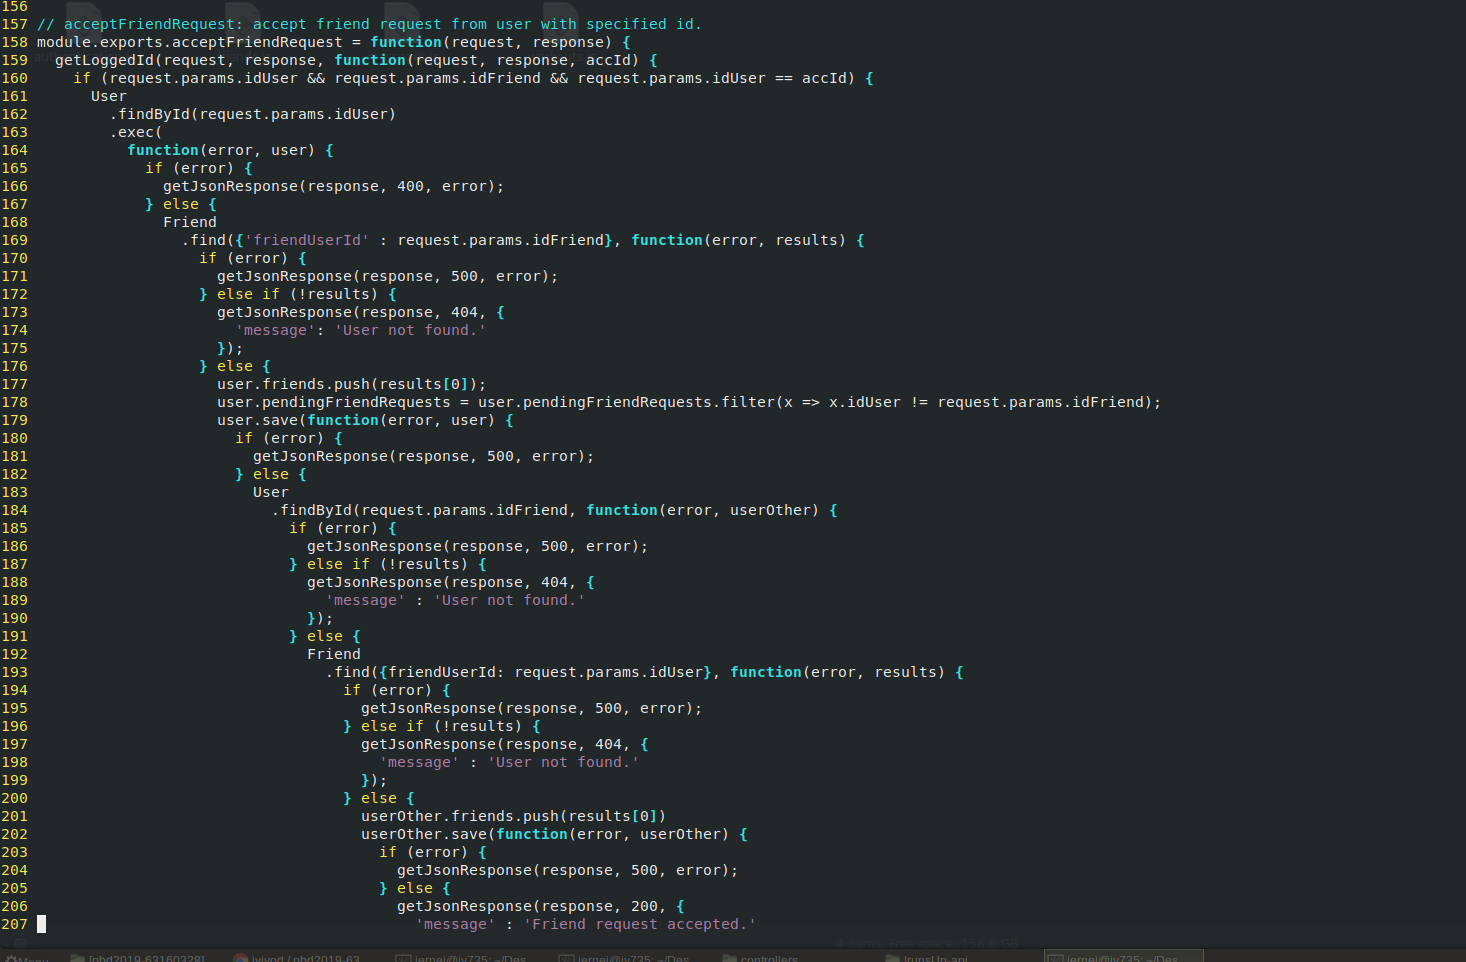 156
157 // acceptFriendRequest: accept friend request from user with specified id.
158 module.exports.acceptFriendRequest = function(request, response) {
159   getLoggedId(request, response, function(request, response, accId) {
160     if (request.params.idUser && request.params.idFriend && request.params.idUser == accId) {
161       User
162         .findById(request.params.idUser)
163         .exec(
164           function(error, user) {
165             if (error) {
166               getJsonResponse(response, 400, error);
167             } else {
168               Friend
169                 .find({'friendUserId' : request.params.idFriend}, function(error, results) {
170                   if (error) {
171                     getJsonResponse(response, 500, error);
172                   } else if (!results) {
173                     getJsonResponse(response, 404, {
174                       'message': 'User not found.'
175                     });
176                   } else {
177                     user.friends.push(results[0]);
178                     user.pendingFriendRequests = user.pendingFriendRequests.filter(x => x.idUser != request.params.idFriend);
179                     user.save(function(error, user) {
180                       if (error) {
181                         getJsonResponse(response, 500, error);
182                       } else {
183                         User
184                           .findById(request.params.idFriend, function(error, userOther) {
185                             if (error) {
186                               getJsonResponse(response, 500, error);
187                             } else if (!results) {
188                               getJsonResponse(response, 404, {
189                                 'message' : 'User not found.'
190                               });
191                             } else {
192                               Friend
193                                 .find({friendUserId: request.params.idUser}, function(error, results) {
194                                   if (error) {
195                                     getJsonResponse(response, 500, error);
196                                   } else if (!results) {
197                                     getJsonResponse(response, 404, {
198                                       'message' : 'User not found.'
199                                     });
200                                   } else {
201                                     userOther.friends.push(results[0])
202                                     userOther.save(function(error, userOther) {
203                                       if (error) {
204                                         getJsonResponse(response, 500, error);
205                                       } else {
206                                         getJsonResponse(response, 200, {
207                                           'message' : 'Friend request accepted.'
4 items, Free space: 156.8 GB
Menu [pbd2019-63160328] jernej@jv735: ~/Des... jernej@jv735: ~/Des... controllers jernej@jv735: ~/Des...